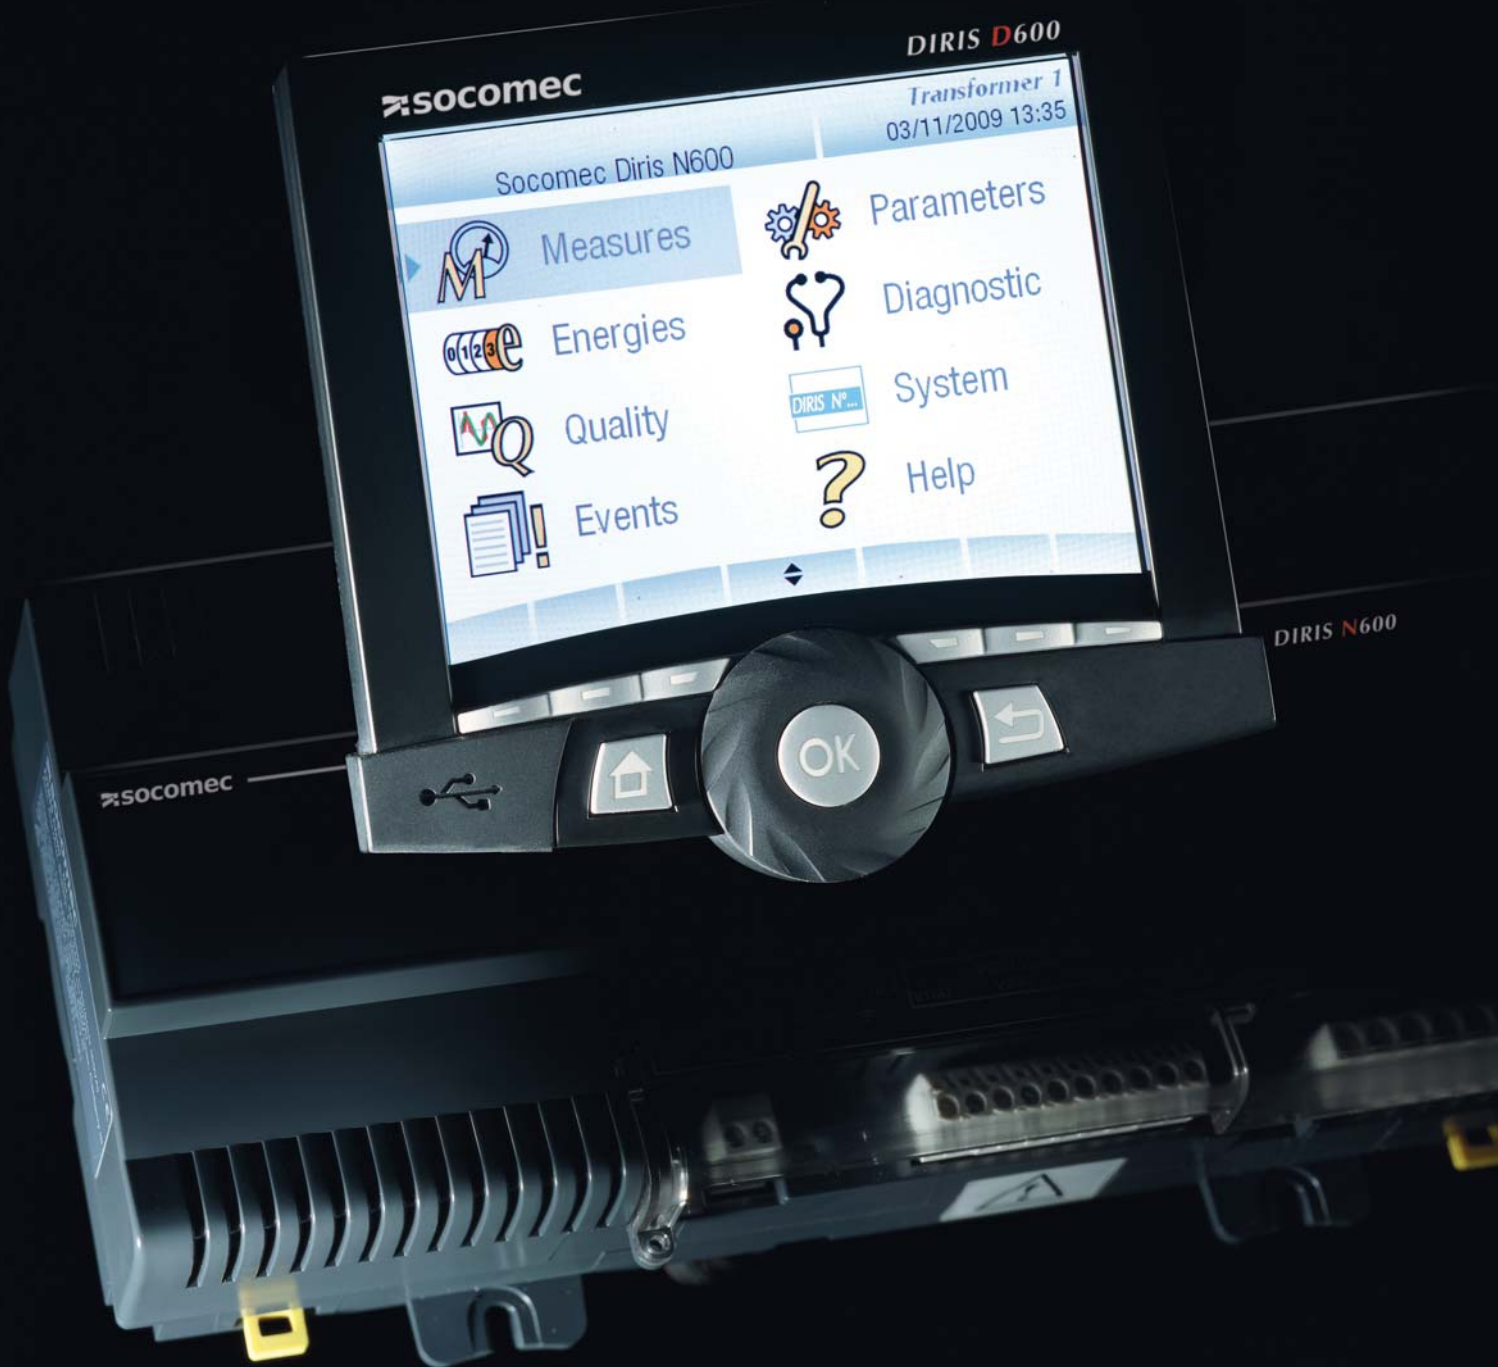 DIRIS D600
socomec
Transformer 1
03/11/2009 13:35
Socomec Diris N600
Measures
Parameters
M
Energies
0123e
Diagnostic
Quality
Q
System
DIRIS N°...
Events
!
Help
?
OK
DIRIS N600
socomec